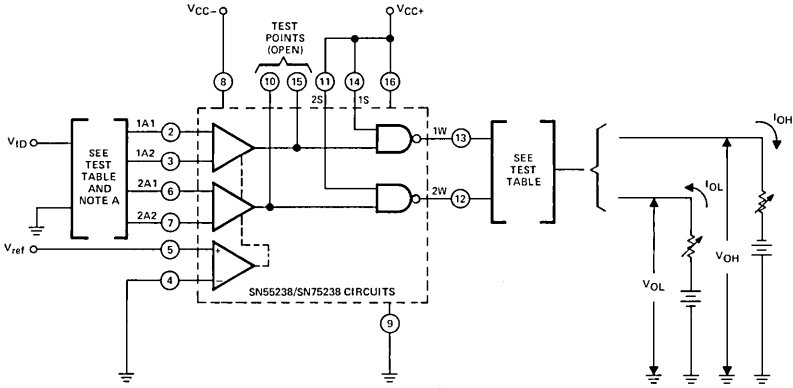 VCC−
VCC+
TEST
POINTS
(OPEN)
8
10
15
11
14
16
2S
1S
VID
SEE
TEST
TABLE
AND
NOTE A
1A1
2
1A2
3
2A1
6
2A2
7
Vref
5
+
4
−
1W
13
2W
12
SEE
TEST
TABLE
IOH
IOL
VOL
VOH
SN55238/SN75238 CIRCUITS
9